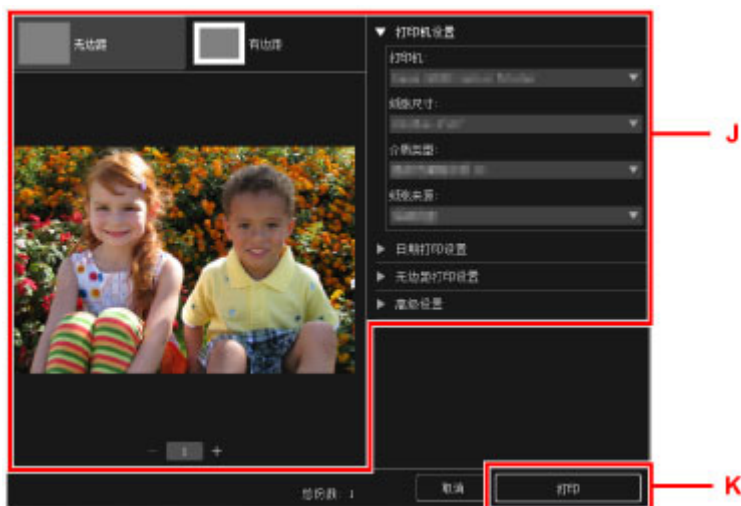 无边距
有边距
▼ 打印机设置
打印机:
纸张尺寸:
介质类型:
纸张来源:
▶ 日期打印设置
▶ 无边距打印设置
▶ 高级设置
J
− 1 +
总份数: 1
取消
打印
K